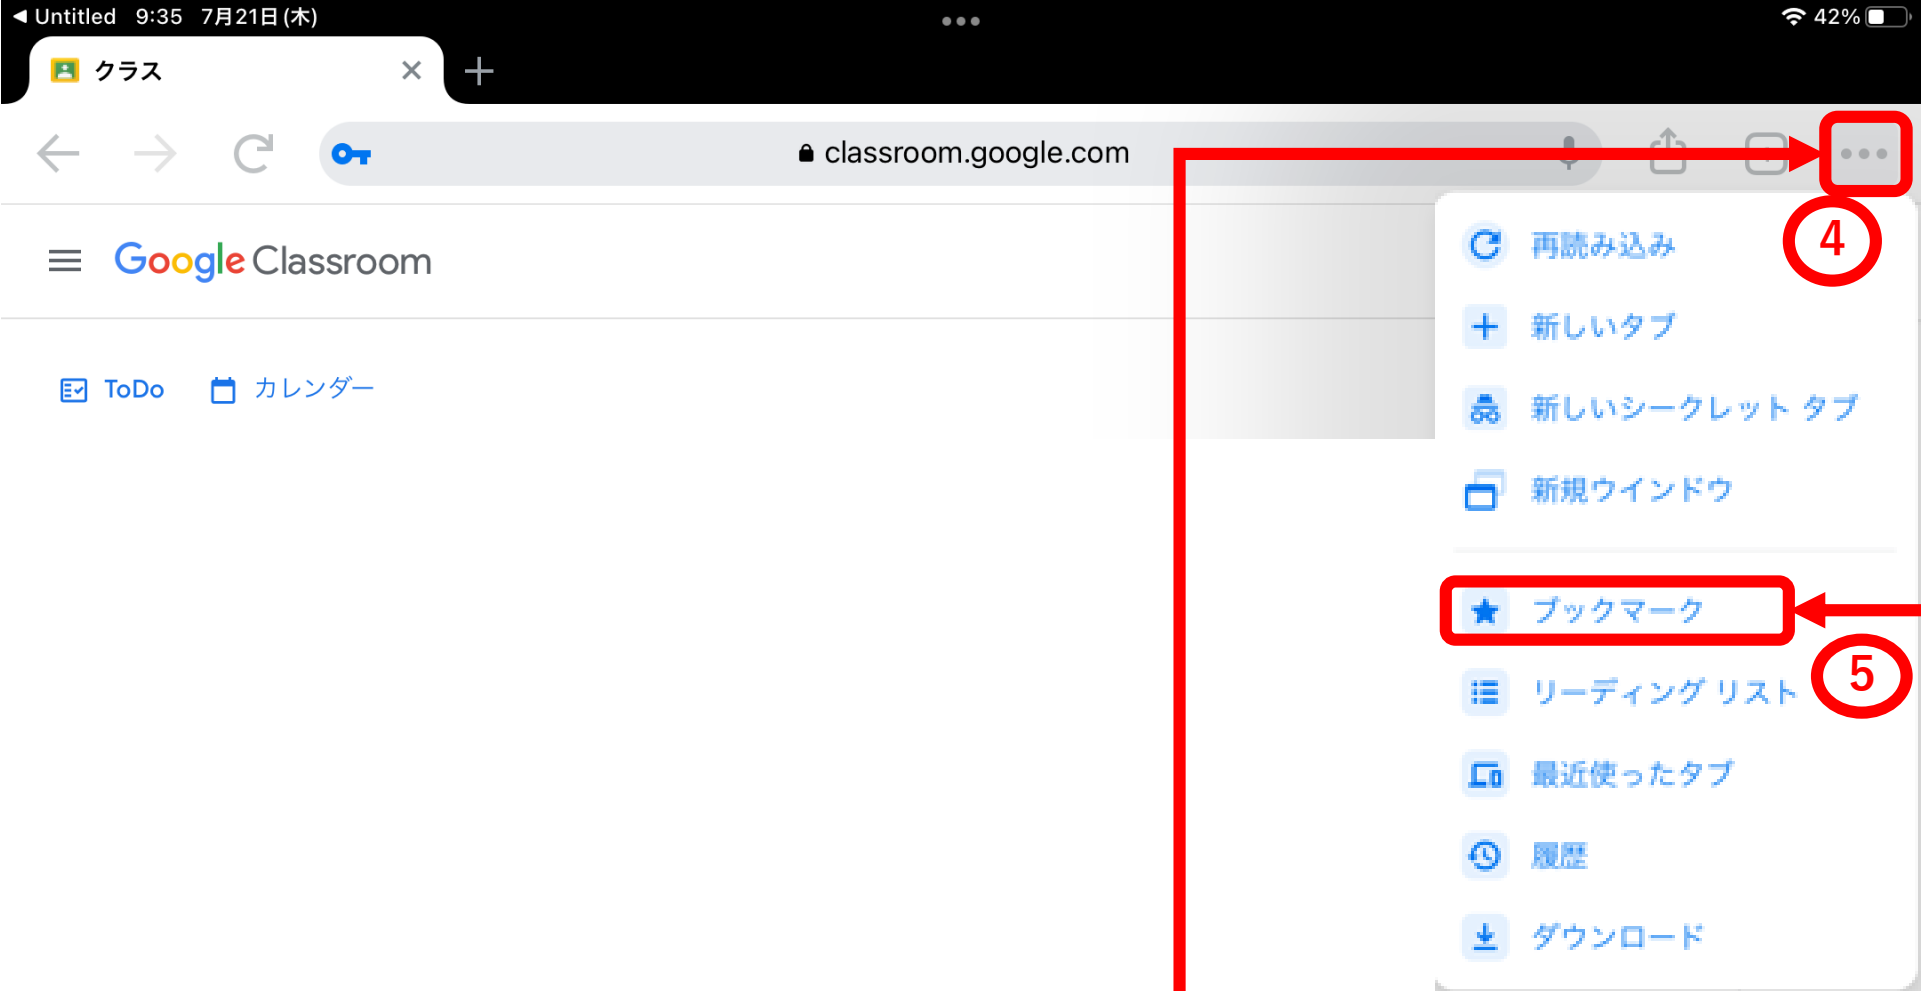 ◀ Untitled 9:35 7月21日(木)
42%
クラス
classroom.google.com
Google Classroom
ToDo カレンダー
再読み込み
4
新しいタブ
新しいシークレット タブ
新規ウインドウ
ブックマーク
5
リーディング リスト
最近使ったタブ
履歴
ダウンロード